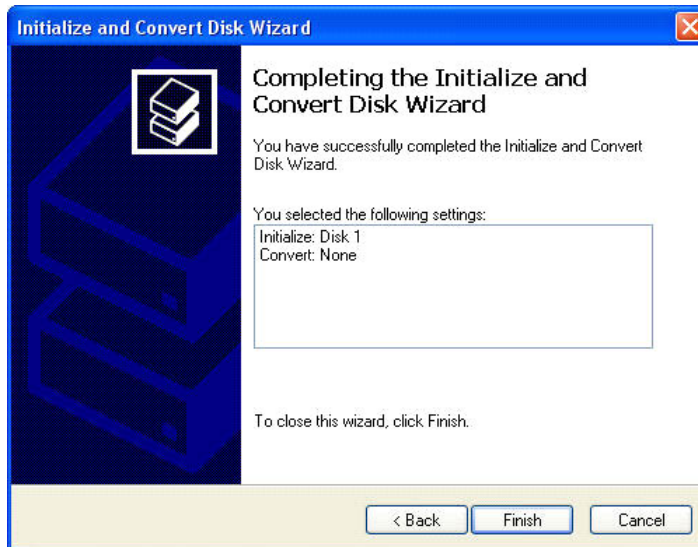 Initialize and Convert Disk Wizard
Completing the Initialize and
Convert Disk Wizard
You have successfully completed the Initialize and Convert
Disk Wizard.
You selected the following settings:
Initialize: Disk 1
Convert: None
To close this wizard, click Finish.
< Back Finish Cancel